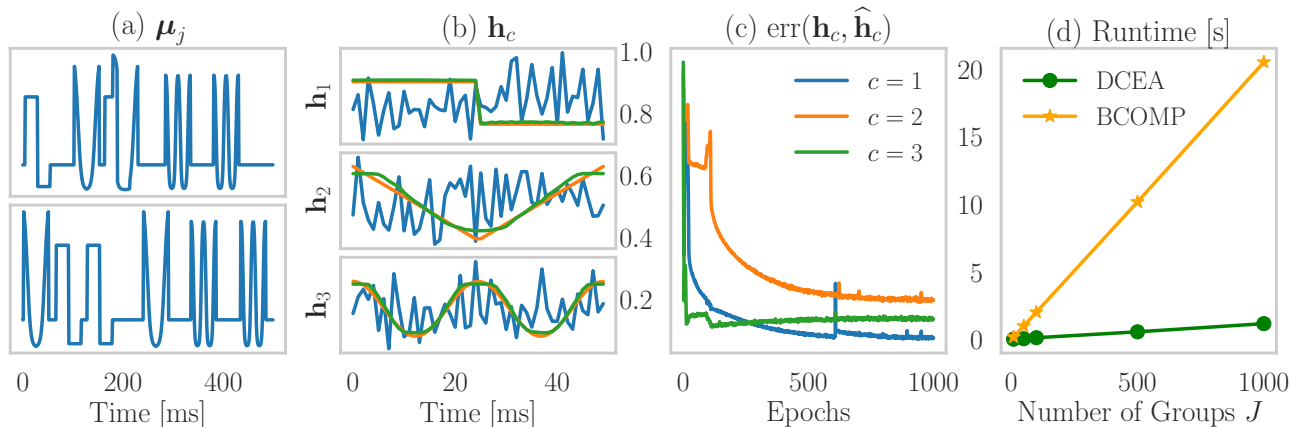 (a) μ_j
0
200
400
Time [ms]
(b) h_c
h_1
h_2
h_3
0
20
40
Time [ms]
(c) err(h_c, ĥ_c)
1.0
0.8
0.6
0.4
0.2
c = 1
c = 2
c = 3
0
500
1000
Epochs
(d) Runtime [s]
20
15
10
5
0
DCEA
BCOMP
0
500
1000
Number of Groups J